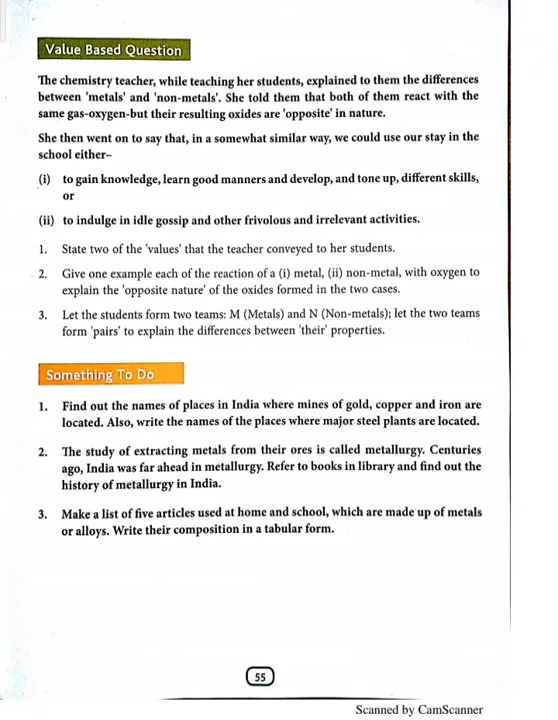 Value Based Question
The chemistry teacher, while teaching her students, explained to them the differences
between 'metals' and 'non-metals'. She told them that both of them react with the
same gas-oxygen-but their resulting oxides are 'opposite' in nature.
She then went on to say that, in a somewhat similar way, we could use our stay in the
school either–
(i) to gain knowledge, learn good manners and develop, and tone up, different skills,
or
(ii) to indulge in idle gossip and other frivolous and irrelevant activities.
1. State two of the 'values' that the teacher conveyed to her students.
2. Give one example each of the reaction of a (i) metal, (ii) non-metal, with oxygen to
explain the 'opposite nature' of the oxides formed in the two cases.
3. Let the students form two teams: M (Metals) and N (Non-metals); let the two teams
form 'pairs' to explain the differences between 'their' properties.
Something To Do
1. Find out the names of places in India where mines of gold, copper and iron are
located. Also, write the names of the places where major steel plants are located.
2. The study of extracting metals from their ores is called metallurgy. Centuries
ago, India was far ahead in metallurgy. Refer to books in library and find out the
history of metallurgy in India.
3. Make a list of five articles used at home and school, which are made up of metals
or alloys. Write their composition in a tabular form.
55
Scanned by CamScanner